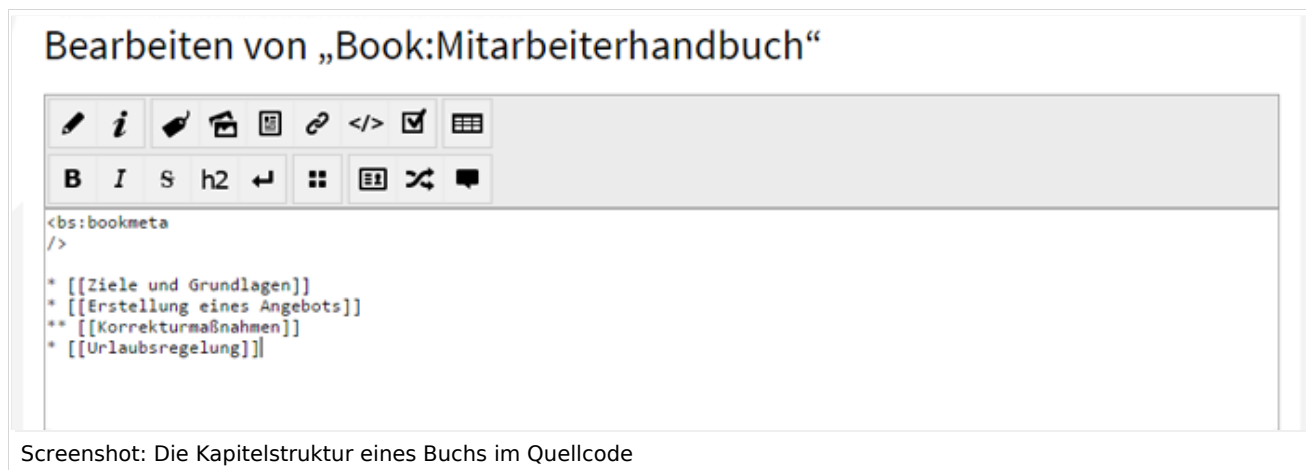 Bearbeiten von „Book:Mitarbeiterhandbuch“
i </>
B I S h2
<bs:bookmeta
/>
* [[Ziele und Grundlagen]]
* [[Erstellung eines Angebots]]
** [[Korrekturmaßnahmen]]
* [[Urlaubsregelung]]
Screenshot: Die Kapitelstruktur eines Buchs im Quellcode